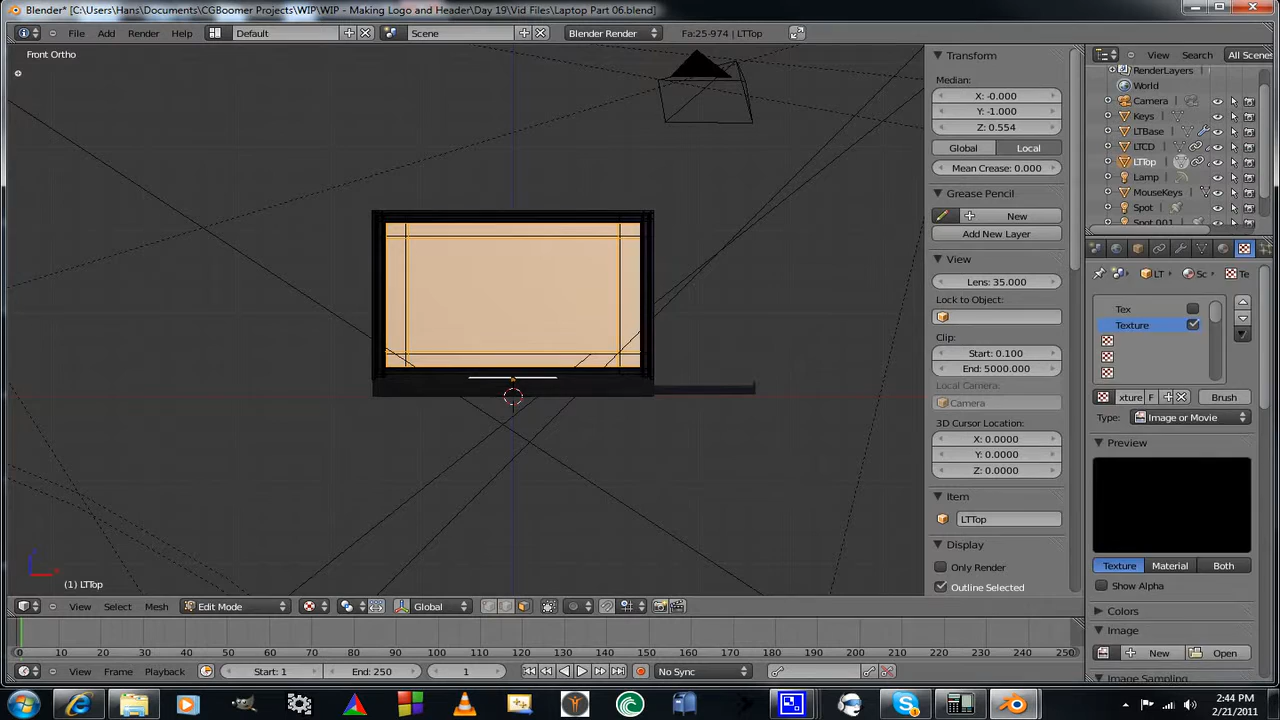 Blender* [C:\Users\Hans\Documents\CGBoomer Projects\WIP\WIP - Making Logo and Header\Day 19\Vid Files\Laptop Part 06.blend]
File Add Render Help Default Scene Blender Render Fa:25-974 | LTTop
Front Ortho
(1) LTTop
View Select Mesh Edit Mode Global
Transform
Median:
X: -0.000
Y: -1.000
Z: 0.554
Global Local
Mean Crease: 0.000
Grease Pencil
New
Add New Layer
View
Lens: 35.000
Lock to Object:
Clip:
Start: 0.100
End: 5000.000
Local Camera:
Camera
3D Cursor Location:
X: 0.0000
Y: 0.0000
Z: 0.0000
Item
LTTop
Display
Only Render
Outline Selected
View Search All Scenes
RenderLayers
World
Camera
Keys
LTBase
LTCD
LTTop
Lamp
MouseKeys
Spot
Spot.001
LT Sc Te
Tex
Texture
xture F Brush
Type: Image or Movie
Preview
Texture Material Both
Show Alpha
Colors
Image
New Open
Image Sampling
0 10 20 30 40 50 60 70 80 90 100 110 120 130 140 150 160 170 180 190 200 210 220 230 240 250
View Frame Playback Start: 1 End: 250 1 No Sync
2:44 PM
2/21/2011